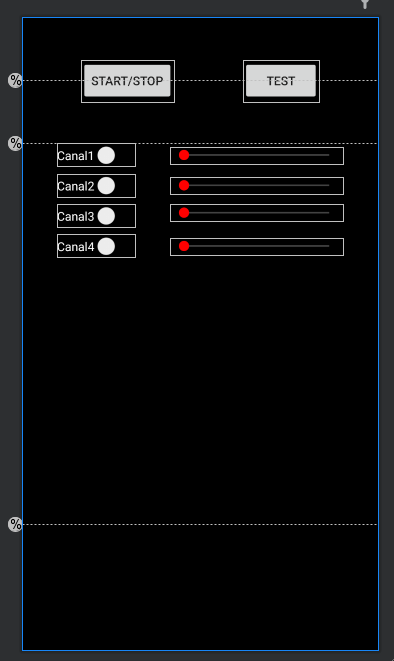 %
START/STOP TEST
%
Canal1
Canal2
Canal3
Canal4
%